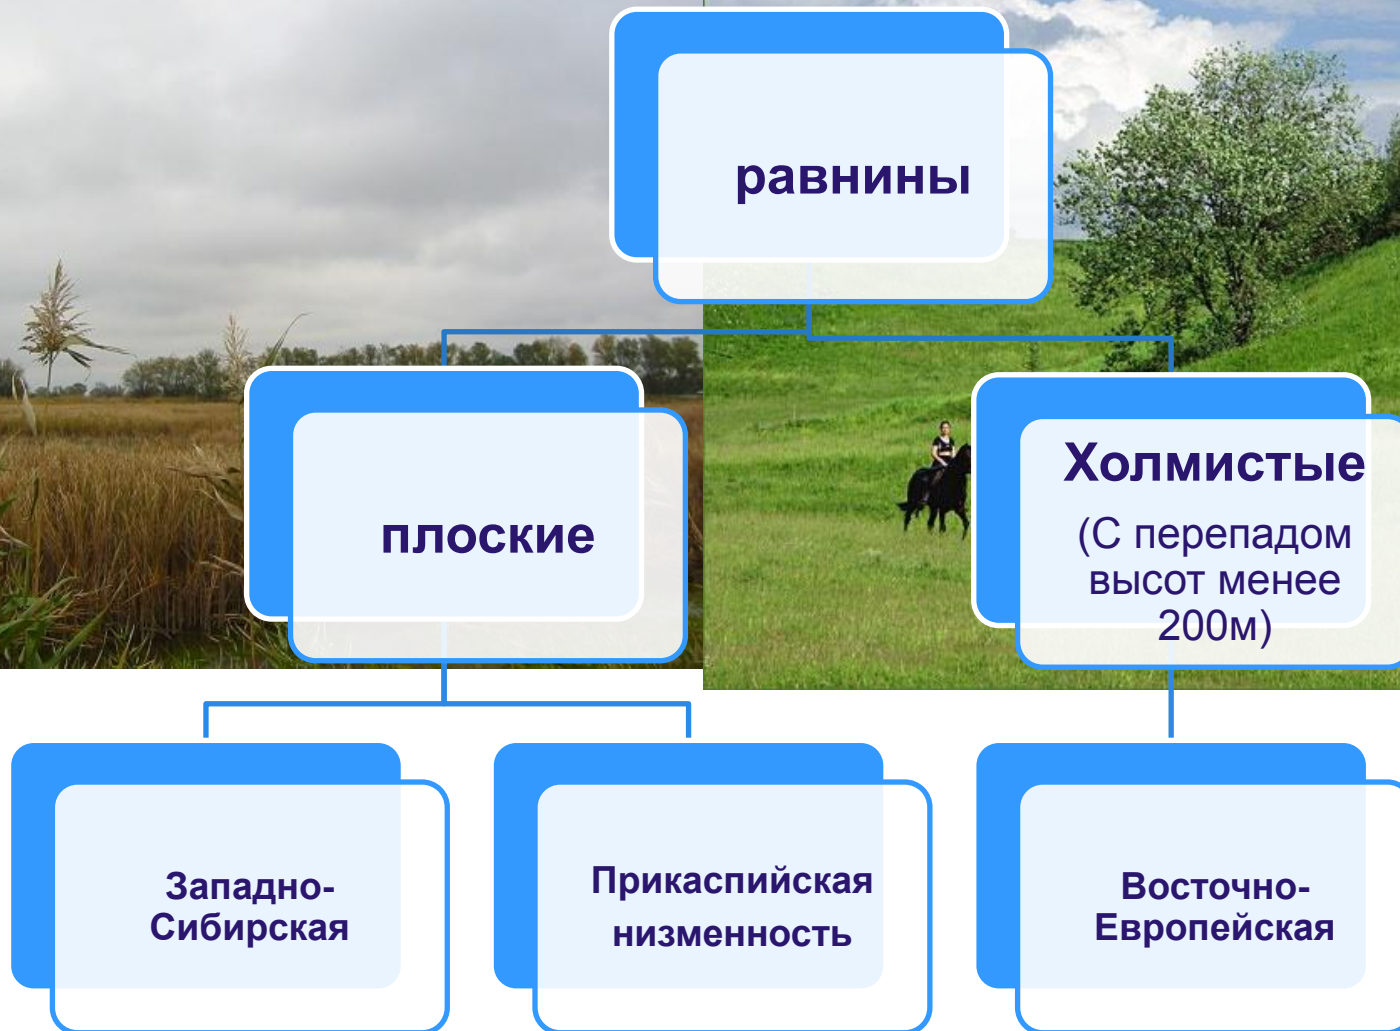 равнины
плоские
Холмистые
(С перепадом
высот менее
200м)
Западно-
Сибирская
Прикаспийская
низменность
Восточно-
Европейская